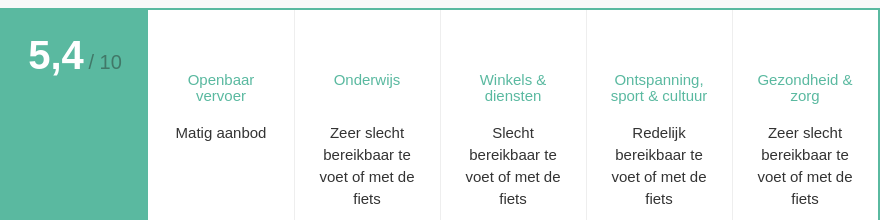 5,4 / 10
Openbaar
vervoer
Matig aanbod
Onderwijs
Zeer slecht
bereikbaar te
voet of met de
fiets
Winkels &
diensten
Slecht
bereikbaar te
voet of met de
fiets
Ontspanning,
sport & cultuur
Redelijk
bereikbaar te
voet of met de
fiets
Gezondheid &
zorg
Zeer slecht
bereikbaar te
voet of met de
fiets